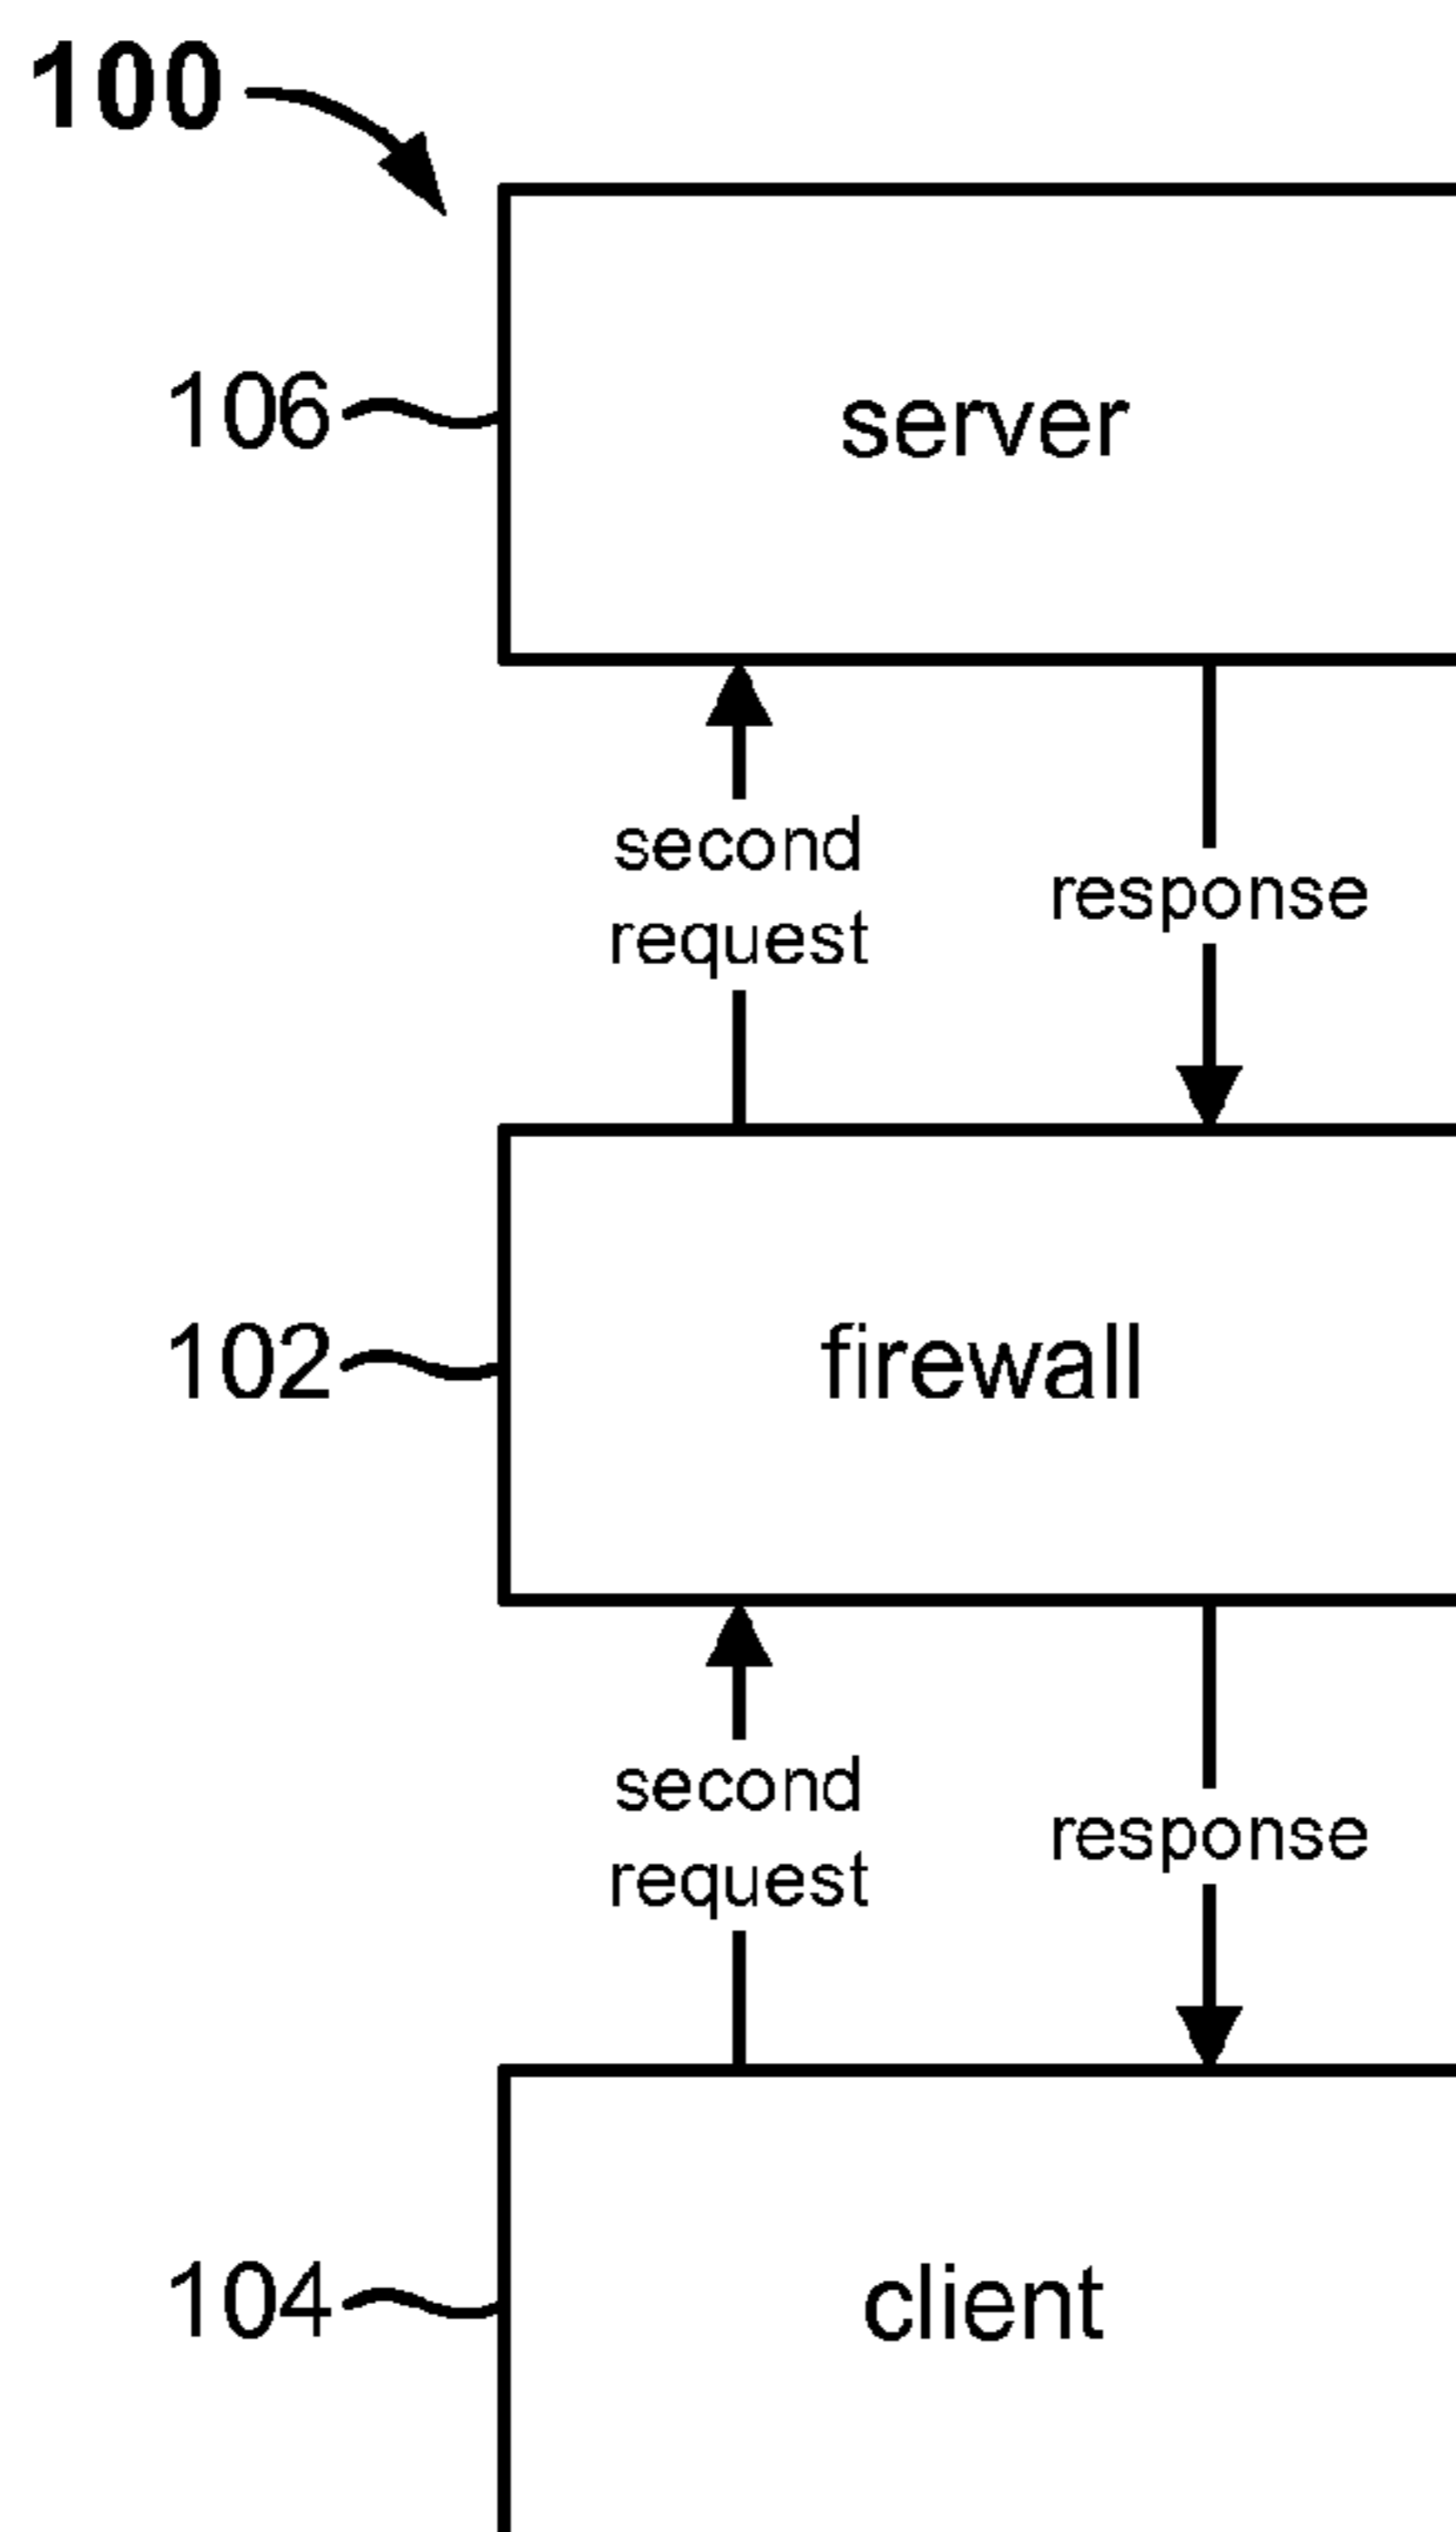 100
106
server
second
request
response
102
firewall
second
request
response
104
client